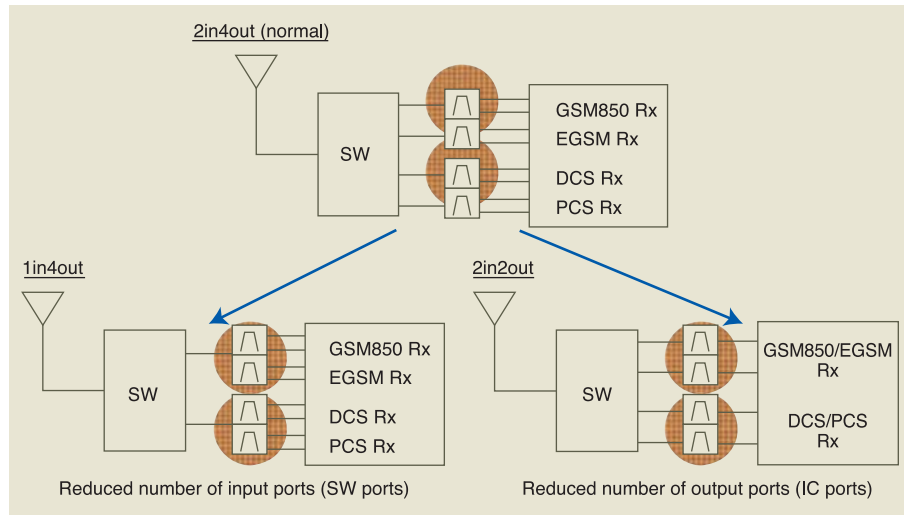 2in4out (normal)
SW
GSM850 Rx
EGSM Rx
DCS Rx
PCS Rx
1in4out
SW
GSM850 Rx
EGSM Rx
DCS Rx
PCS Rx
Reduced number of input ports (SW ports)
2in2out
SW
GSM850/EGSM
Rx
DCS/PCS
Rx
Reduced number of output ports (IC ports)